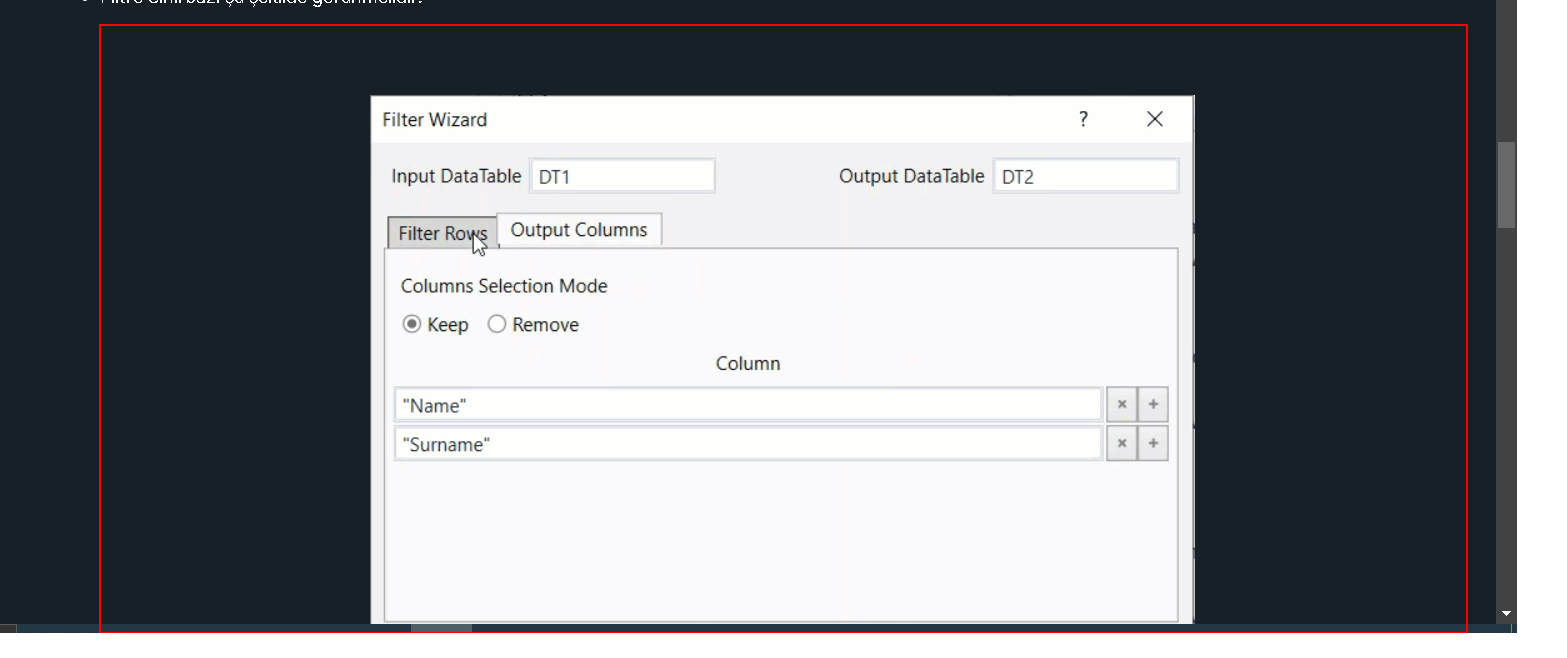 Filter Wizard ? ×
Input DataTable DT1 Output DataTable DT2
Filter Rows Output Columns
Columns Selection Mode
Keep Remove
Column
"Name" × +
"Surname" × +